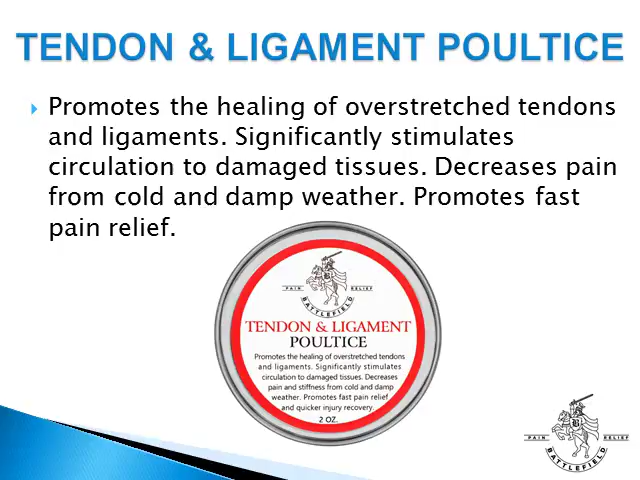 TENDON & LIGAMENT POULTICE
Promotes the healing of overstretched tendons
and ligaments. Significantly stimulates
circulation to damaged tissues. Decreases pain
from cold and damp weather. Promotes fast
pain relief.
B
PAIN RELIEF
BATTLEFIELD
TENDON & LIGAMENT
POULTICE
Promotes the healing of overstretched tendons
and ligaments. Significantly stimulates
circulation to damaged tissues. Decreases
pain and stiffness from cold and damp
weather. Promotes fast pain relief
and quicker injury recovery.
2 OZ.
B
PAIN RELIEF
BATTLEFIELD